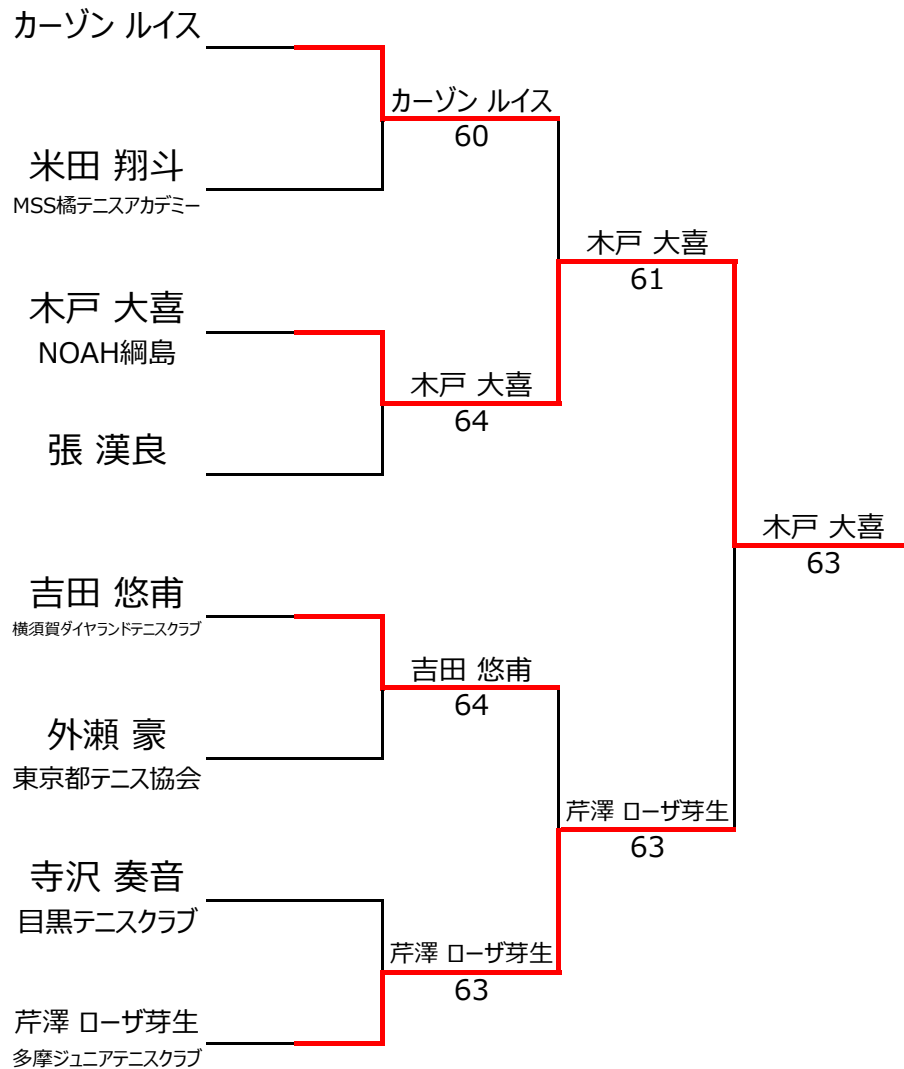 カーゾン ルイス
米田 翔斗
MSS橘テニスアカデミー
木戸 大喜
NOAH綱島
張 漢良
吉田 悠甫
横須賀ダイヤランドテニスクラブ
外瀬 豪
東京都テニス協会
寺沢 奏音
目黒テニスクラブ
芹澤 ローザ芽生
多摩ジュニアテニスクラブ
カーゾン ルイス
60
木戸 大喜
64
吉田 悠甫
64
芹澤 ローザ芽生
63
木戸 大喜
61
芹澤 ローザ芽生
63
木戸 大喜
63